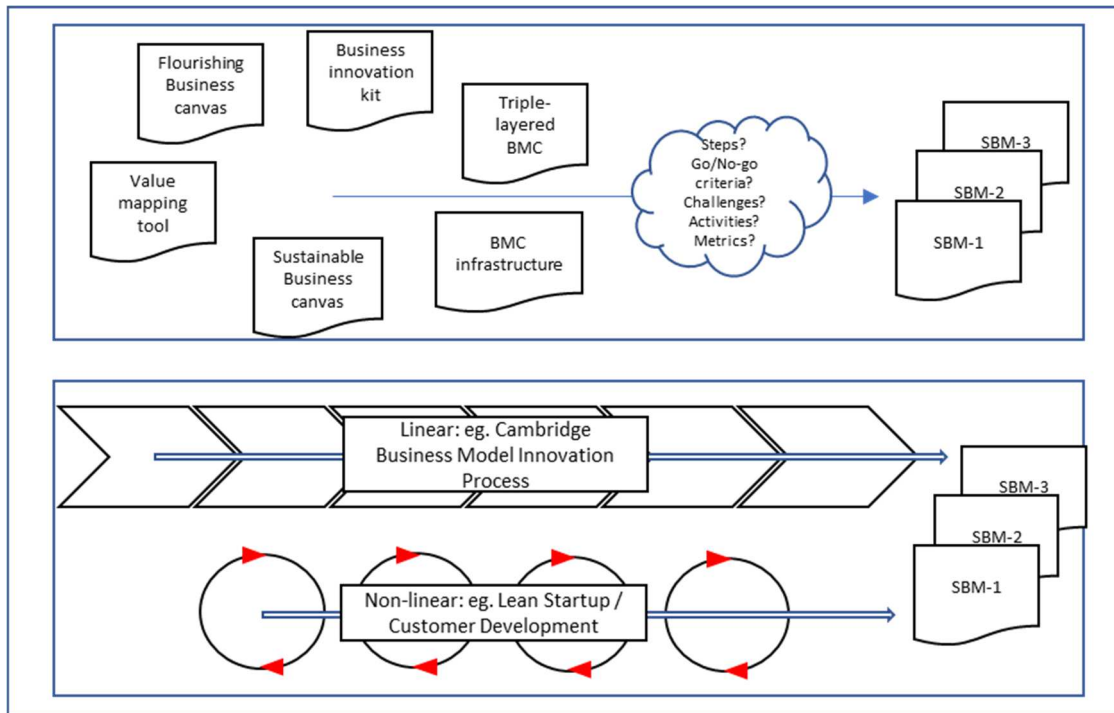 Flourishing
Business
canvas
Business
innovation
kit
Triple-
layered
BMC
Value
mapping
tool
Sustainable
Business
canvas
BMC
infrastructure
Steps?
Go/No-go
criteria?
Challenges?
Activities?
Metrics?
SBM-3
SBM-2
SBM-1
Linear: eg. Cambridge
Business Model Innovation
Process
Non-linear: eg. Lean Startup /
Customer Development
SBM-3
SBM-2
SBM-1